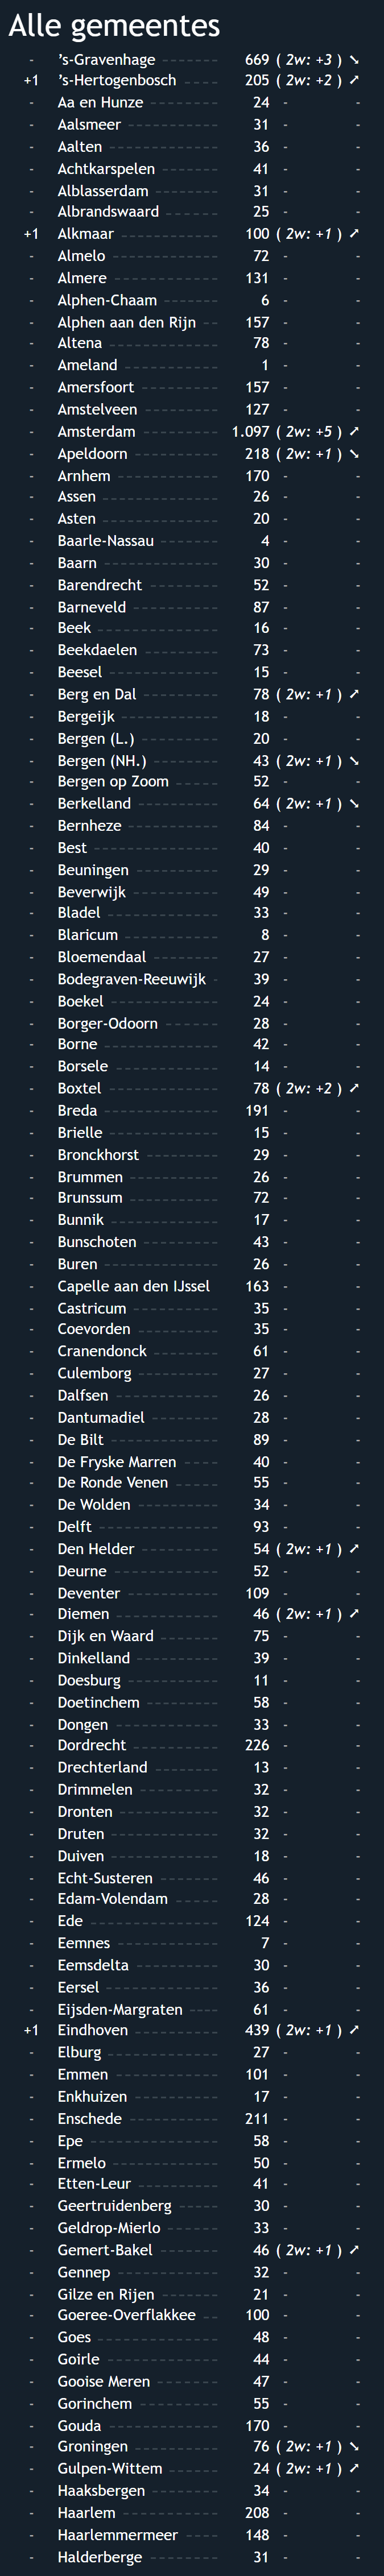 Alle gemeentes
- ’s-Gravenhage 669 ( 2w: +3 ) ➘
+1 ’s-Hertogenbosch 205 ( 2w: +2 ) ➚
- Aa en Hunze 24 - -
- Aalsmeer 31 - -
- Aalten 36 - -
- Achtkarspelen 41 - -
- Alblasserdam 31 - -
- Albrandswaard 25 - -
+1 Alkmaar 100 ( 2w: +1 ) ➚
- Almelo 72 - -
- Almere 131 - -
- Alphen-Chaam 6 - -
- Alphen aan den Rijn 157 - -
- Altena 78 - -
- Ameland 1 - -
- Amersfoort 157 - -
- Amstelveen 127 - -
- Amsterdam 1.097 ( 2w: +5 ) ➚
- Apeldoorn 218 ( 2w: +1 ) ➘
- Arnhem 170 - -
- Assen 26 - -
- Asten 20 - -
- Baarle-Nassau 4 - -
- Baarn 30 - -
- Barendrecht 52 - -
- Barneveld 87 - -
- Beek 16 - -
- Beekdaelen 73 - -
- Beesel 15 - -
- Berg en Dal 78 ( 2w: +1 ) ➚
- Bergeijk 18 - -
- Bergen (L.) 20 - -
- Bergen (NH.) 43 ( 2w: +1 ) ➘
- Bergen op Zoom 52 - -
- Berkelland 64 ( 2w: +1 ) ➘
- Bernheze 84 - -
- Best 40 - -
- Beuningen 29 - -
- Beverwijk 49 - -
- Bladel 33 - -
- Blaricum 8 - -
- Bloemendaal 27 - -
- Bodegraven-Reeuwijk 39 - -
- Boekel 24 - -
- Borger-Odoorn 28 - -
- Borne 42 - -
- Borsele 14 - -
- Boxtel 78 ( 2w: +2 ) ➚
- Breda 191 - -
- Brielle 15 - -
- Bronckhorst 29 - -
- Brummen 26 - -
- Brunssum 72 - -
- Bunnik 17 - -
- Bunschoten 43 - -
- Buren 26 - -
- Capelle aan den IJssel 163 - -
- Castricum 35 - -
- Coevorden 35 - -
- Cranendonck 61 - -
- Culemborg 27 - -
- Dalfsen 26 - -
- Dantumadiel 28 - -
- De Bilt 89 - -
- De Fryske Marren 40 - -
- De Ronde Venen 55 - -
- De Wolden 34 - -
- Delft 93 - -
- Den Helder 54 ( 2w: +1 ) ➚
- Deurne 52 - -
- Deventer 109 - -
- Diemen 46 ( 2w: +1 ) ➚
- Dijk en Waard 75 - -
- Dinkelland 39 - -
- Doesburg 11 - -
- Doetinchem 58 - -
- Dongen 33 - -
- Dordrecht 226 - -
- Drechterland 13 - -
- Drimmelen 32 - -
- Dronten 32 - -
- Druten 32 - -
- Duiven 18 - -
- Echt-Susteren 46 - -
- Edam-Volendam 28 - -
- Ede 124 - -
- Eemnes 7 - -
- Eemsdelta 30 - -
- Eersel 36 - -
- Eijsden-Margraten 61 - -
+1 Eindhoven 439 ( 2w: +1 ) ➚
- Elburg 27 - -
- Emmen 101 - -
- Enkhuizen 17 - -
- Enschede 211 - -
- Epe 58 - -
- Ermelo 50 - -
- Etten-Leur 41 - -
- Geertruidenberg 30 - -
- Geldrop-Mierlo 33 - -
- Gemert-Bakel 46 ( 2w: +1 ) ➚
- Gennep 32 - -
- Gilze en Rijen 21 - -
- Goeree-Overflakkee 100 - -
- Goes 48 - -
- Goirle 44 - -
- Gooise Meren 47 - -
- Gorinchem 55 - -
- Gouda 170 - -
- Groningen 76 ( 2w: +1 ) ➘
- Gulpen-Wittem 24 ( 2w: +1 ) ➚
- Haaksbergen 34 - -
- Haarlem 208 - -
- Haarlemmermeer 148 - -
- Halderberge 31 - -